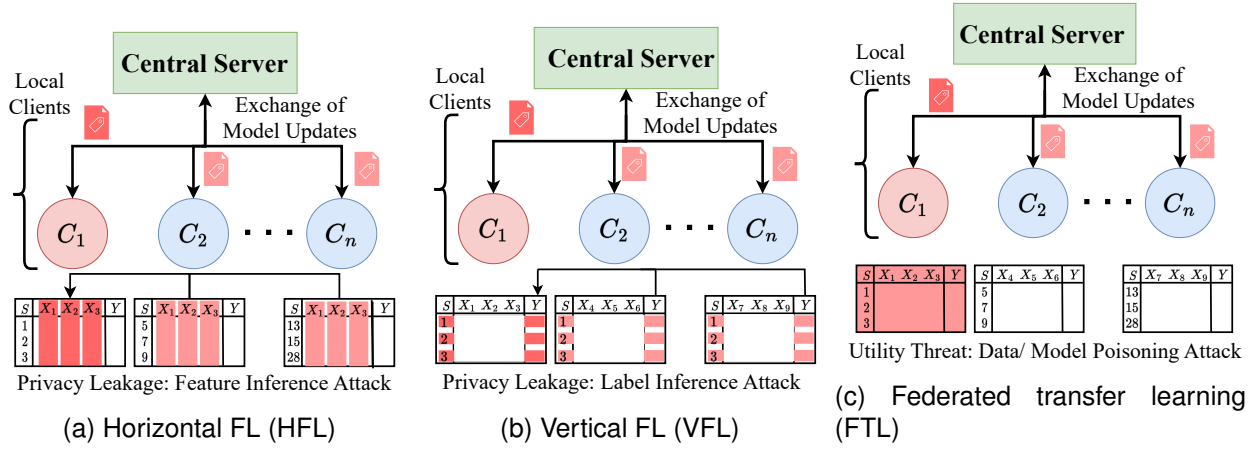 Central Server
Local
Clients
Exchange of
Model Updates
C1
C2
· · ·
Cn
S X1 X2 X3 Y
1
2
3
S X1 X2 X3 Y
5
7
9
S X1 X2 X3 Y
13
15
28
Privacy Leakage: Feature Inference Attack
(a) Horizontal FL (HFL)
Central Server
Local
Clients
Exchange of
Model Updates
C1
C2
· · ·
Cn
S X1 X2 X3 Y
1
2
3
S X4 X5 X6 Y
1
2
3
S X7 X8 X9 Y
1
2
3
Privacy Leakage: Label Inference Attack
(b) Vertical FL (VFL)
Central Server
Local
Clients
Exchange of
Model Updates
C1
C2
· · ·
Cn
S X1 X2 X3 Y
1
2
3
S X4 X5 X6 Y
5
7
9
S X7 X8 X9 Y
13
15
28
Utility Threat: Data/ Model Poisoning Attack
(c) Federated transfer learning
(FTL)